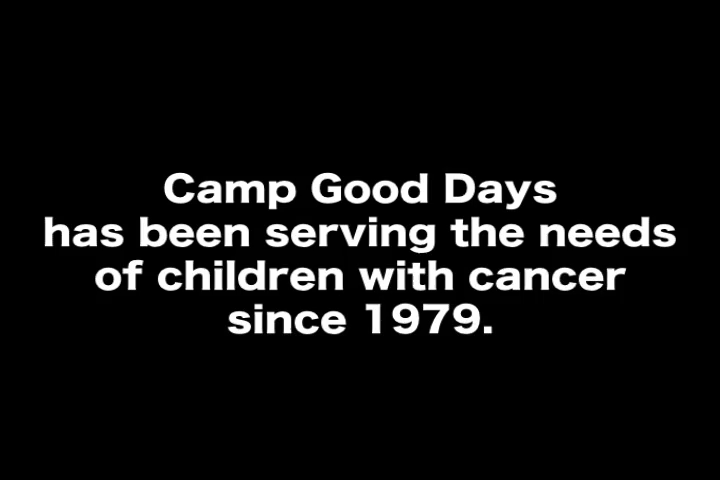 Camp Good Days
has been serving the needs
of children with cancer
since 1979.